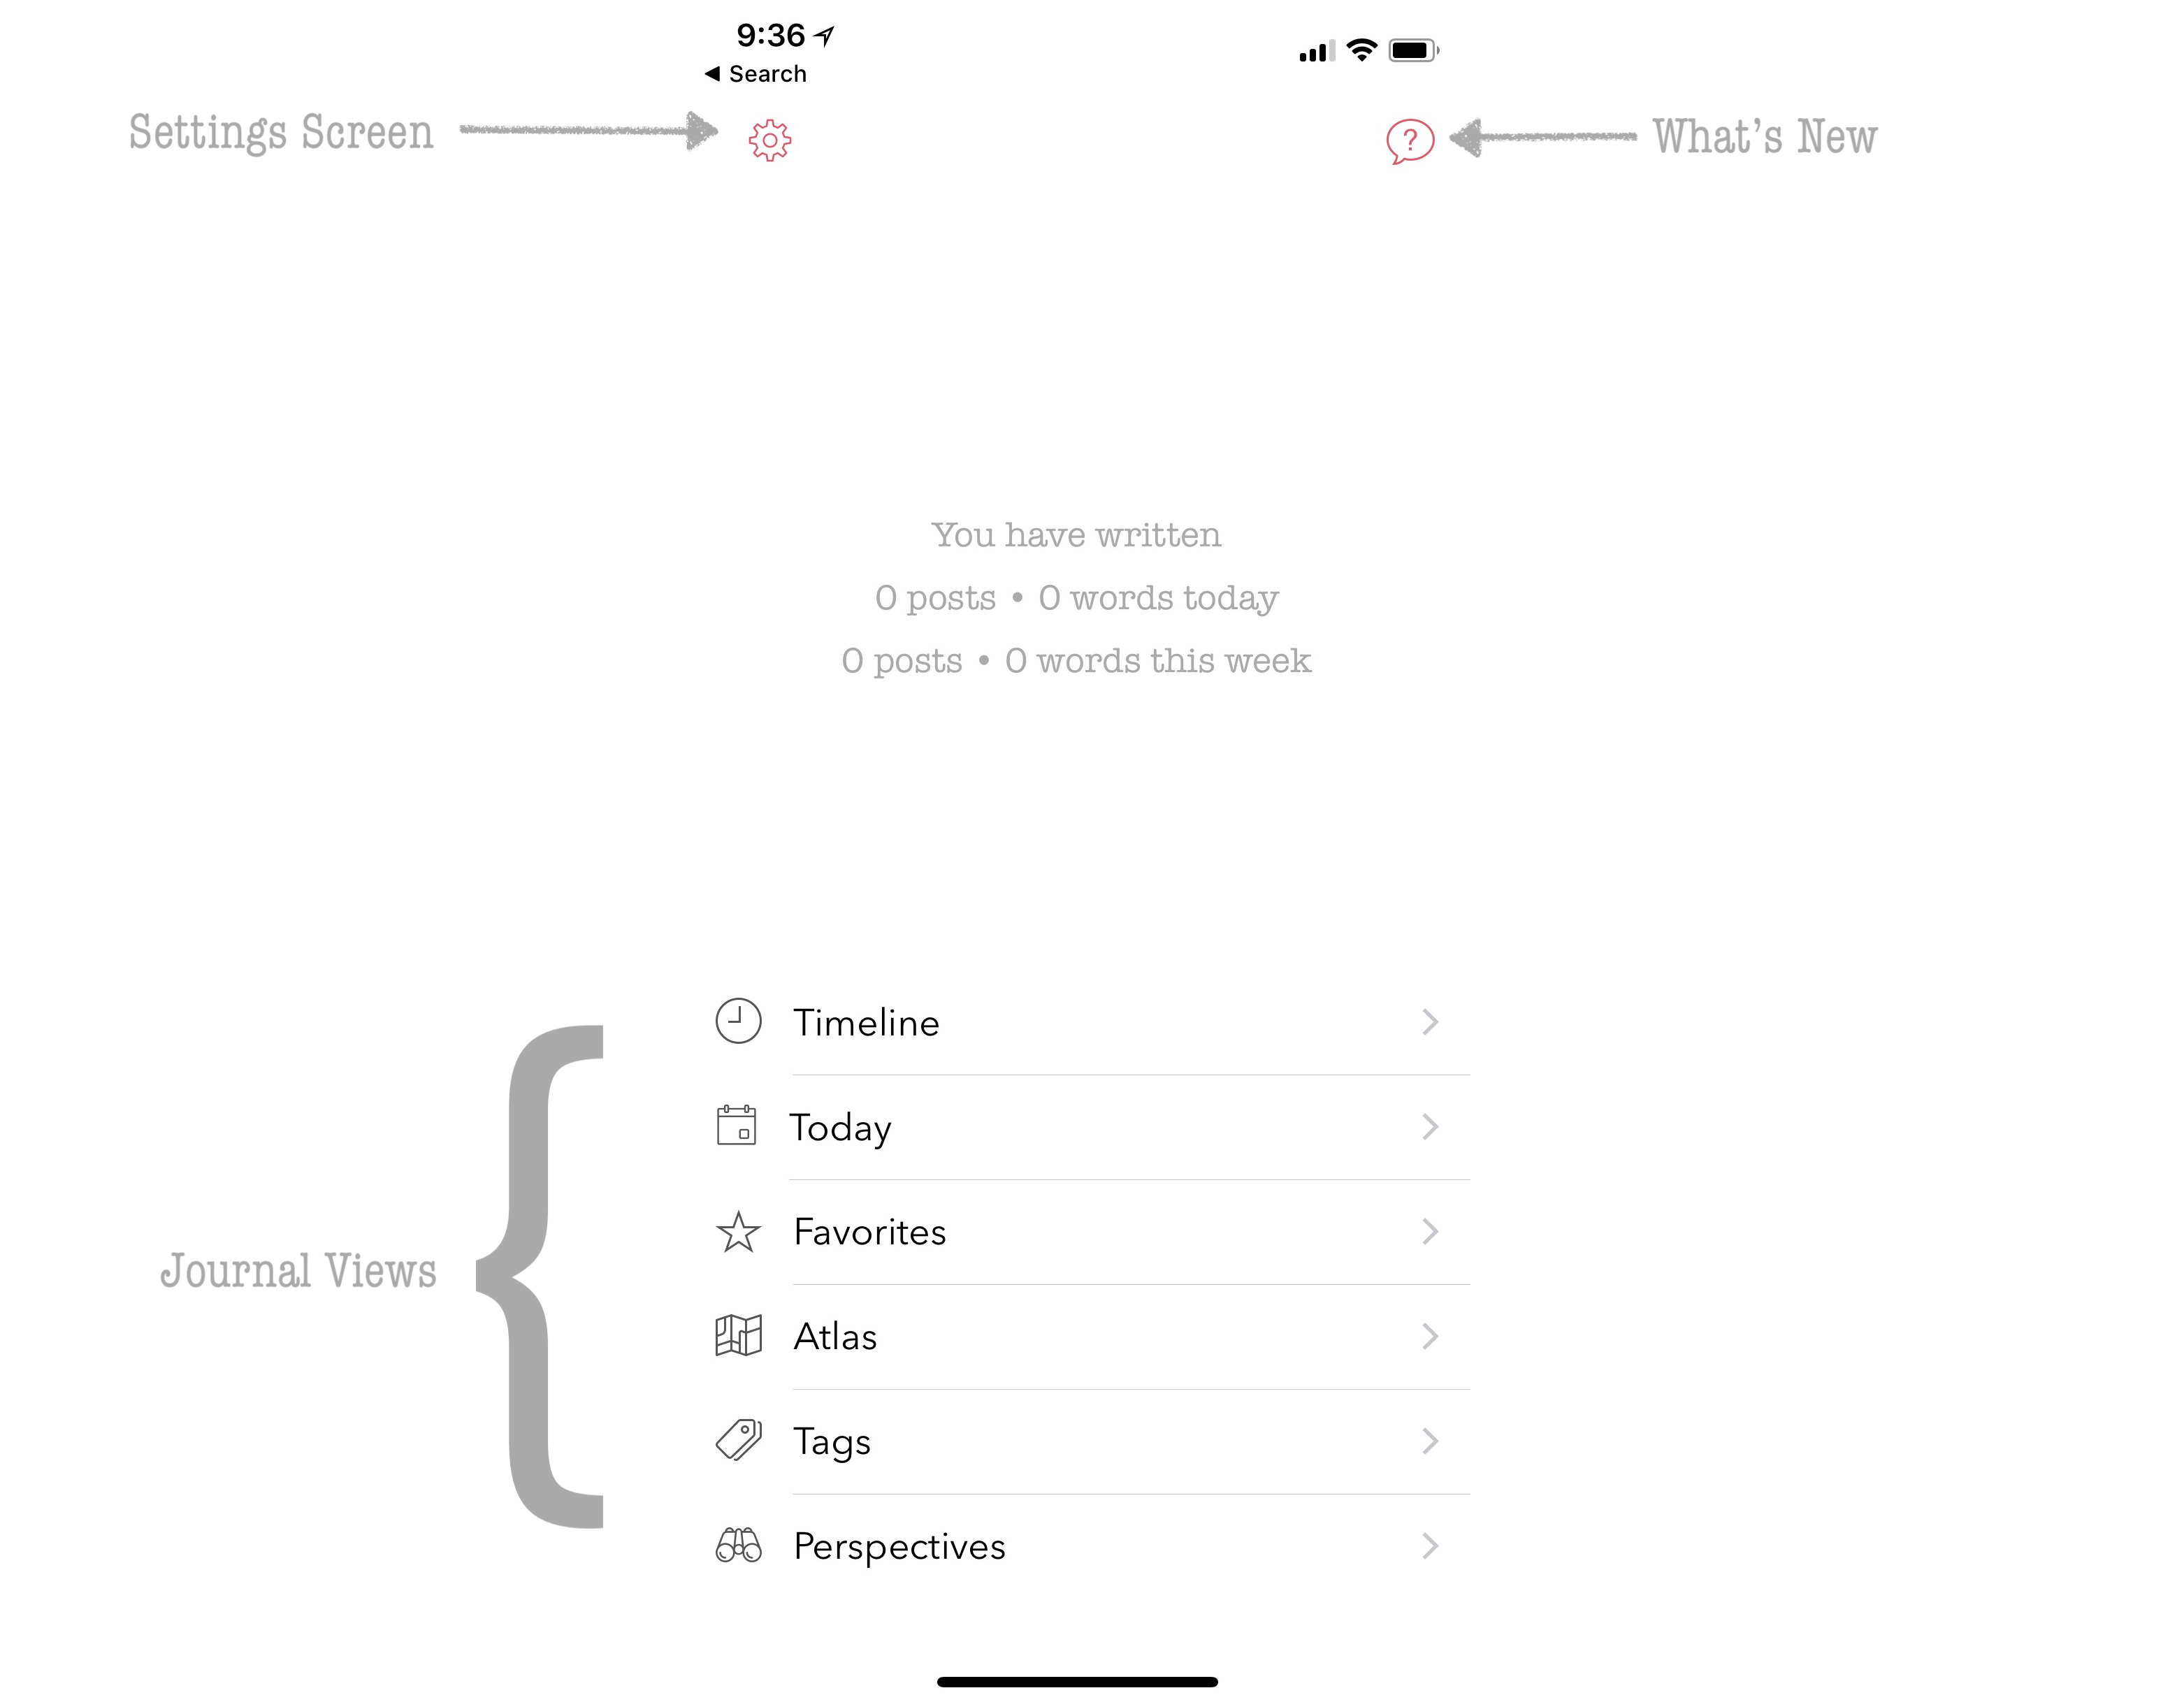 9:36
◀ Search
Settings Screen
What's New
You have written
0 posts • 0 words today
0 posts • 0 words this week
Timeline
Today
Favorites
Journal Views
Atlas
Tags
Perspectives